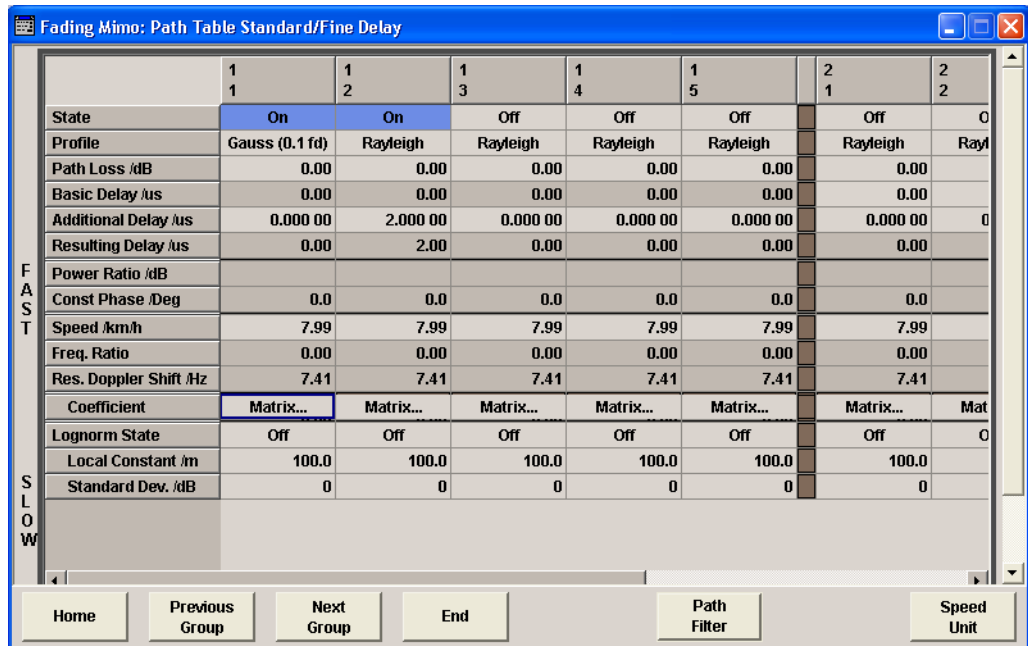 Fading Mimo: Path Table Standard/Fine Delay
1 1 1 1 1 2 2
1 2 3 4 5 1 2
State On On Off Off Off Off O
Profile Gauss (0.1 fd) Rayleigh Rayleigh Rayleigh Rayleigh Rayleigh Rayl
Path Loss /dB 0.00 0.00 0.00 0.00 0.00 0.00
Basic Delay /us 0.00 0.00 0.00 0.00 0.00 0.00
Additional Delay /us 0.000 00 2.000 00 0.000 00 0.000 00 0.000 00 0.000 00 0
Resulting Delay /us 0.00 2.00 0.00 0.00 0.00 0.00
Power Ratio /dB
Const Phase /Deg 0.0 0.0 0.0 0.0 0.0 0.0
Speed /km/h 7.99 7.99 7.99 7.99 7.99 7.99
Freq. Ratio 0.00 0.00 0.00 0.00 0.00 0.00
Res. Doppler Shift /Hz 7.41 7.41 7.41 7.41 7.41 7.41
Coefficient Matrix... Matrix... Matrix... Matrix... Matrix... Matrix... Mat
Lognorm State Off Off Off Off Off Off O
Local Constant /m 100.0 100.0 100.0 100.0 100.0 100.0
Standard Dev. /dB 0 0 0 0 0 0
FAST
SLOW
Home Previous Group Next Group End Path Filter Speed Unit